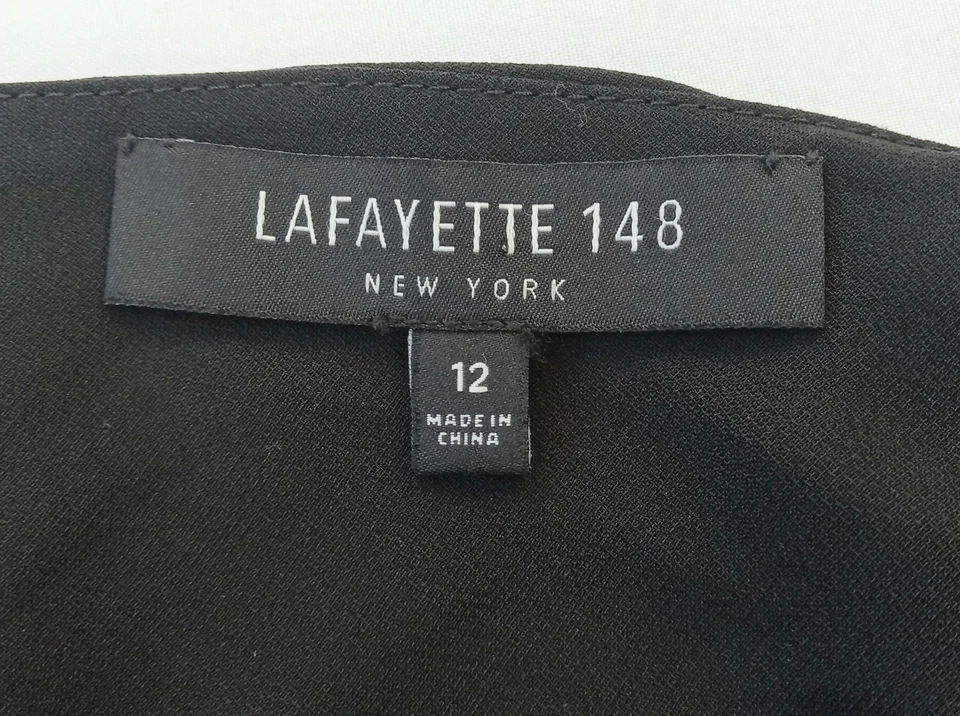 LAFAYETTE 148
NEW YORK
12
MADE IN
CHINA